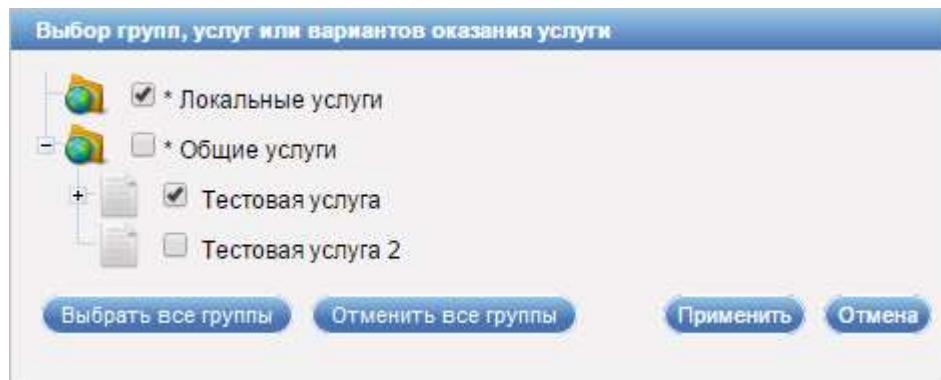 Выбор групп, услуг или вариантов оказания услуги
* Локальные услуги
* Общие услуги
Тестовая услуга
Тестовая услуга 2
Выбрать все группы Отменить все группы Применить Отмена